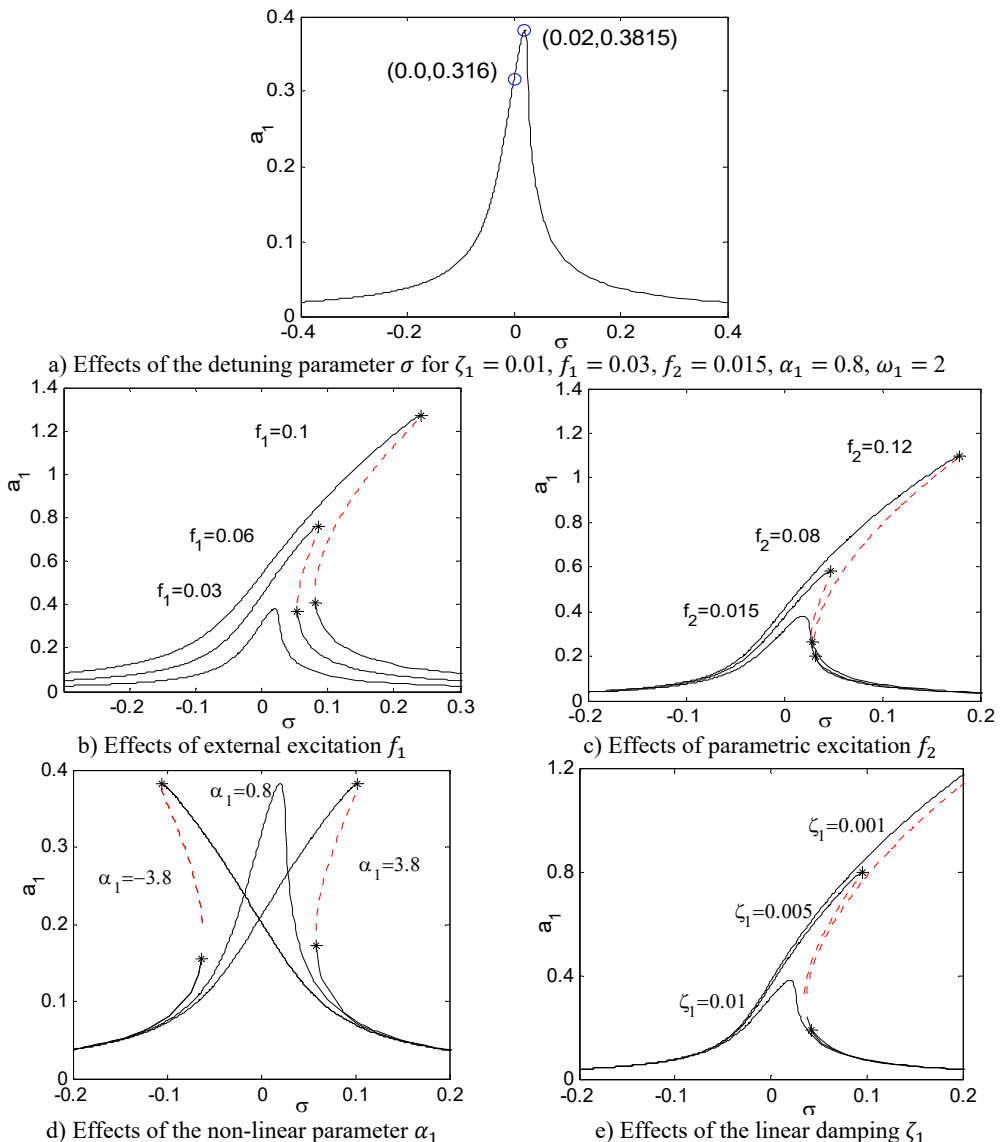 0.4
(0.02,0.3815)
(0.0,0.316)
0.3
a1
0.2
0.1
0
-0.4 -0.2 0 0.2 0.4
σ
a) Effects of the detuning parameter σ for ζ₁ = 0.01, f₁ = 0.03, f₂ = 0.015, α₁ = 0.8, ω₁ = 2
1.4
1.2
1
0.8
0.6
0.4
0.2
0
a1
f1=0.1
f1=0.06
f1=0.03
-0.2 -0.1 0 0.1 0.2 0.3
σ
b) Effects of external excitation f₁
1.4
1.2
1
0.8
0.6
0.4
0.2
0
a1
f2=0.12
f2=0.08
f2=0.015
-0.2 -0.1 0 0.1 0.2
σ
c) Effects of parametric excitation f₂
0.4
0.3
0.2
0.1
0
a1
α1=0.8
α1=−3.8
α1=3.8
-0.2 -0.1 0 0.1 0.2
σ
d) Effects of the non-linear parameter α₁
1.2
0.8
0.4
0
a1
ζ1=0.001
ζ1=0.005
ζ1=0.01
-0.2 -0.1 0 0.1 0.2
σ
e) Effects of the linear damping ζ₁